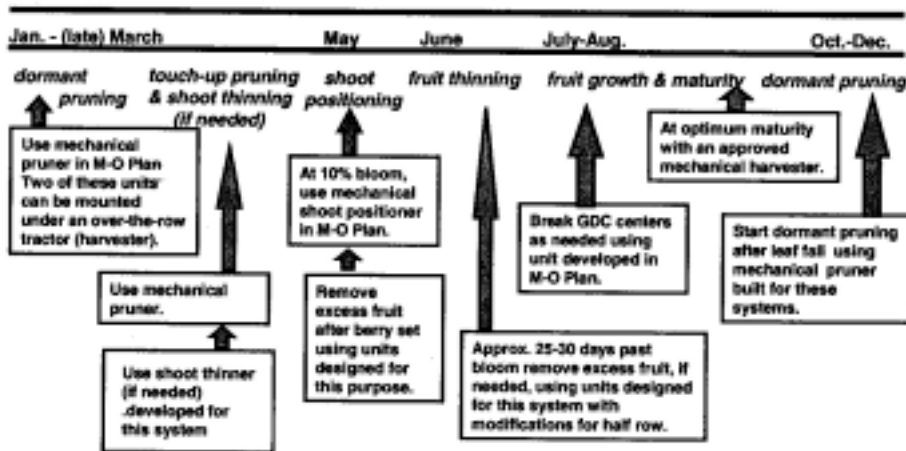 Jan. - (late) March May June July-Aug. Oct.-Dec.
dormant
pruning
touch-up pruning
& shoot thinning
(if needed)
shoot
positioning
fruit thinning
fruit growth & maturity
dormant pruning
Use mechanical
pruner in M-O Plan
Two of these units
can be mounted
under an over-the-row
tractor (harvester).
Use mechanical
pruner.
Use shoot thinner
(if needed)
.developed for
this system
At 10% bloom,
use mechanical
shoot positioner
in M-O Plan.
Remove
excess fruit
after berry set
using units
designed for
this purpose.
Approx. 25-30 days past
bloom remove excess fruit, if
needed, using units designed
for this system with
modifications for half row.
Break GDC centers
as needed using
unit developed in
M-O Plan.
At optimum maturity
with an approved
mechanical harvester.
Start dormant pruning
after leaf fall using
mechanical pruner
built for these
systems.